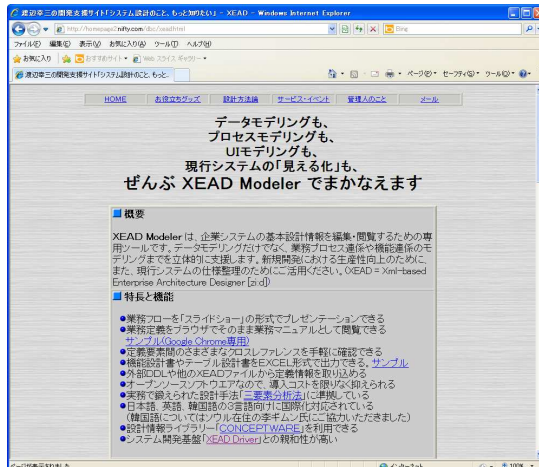 渡辺幸三の開発支援サイト「システム設計のこと、もっと知りたい」 - XEAD - Windows Internet Explorer
http://homepage2.nifty.com/dbc/xead.html
Bing
ファイル(F) 編集(E) 表示(V) お気に入り(A) ツール(T) ヘルプ(H)
お気に入り おすすめサイト Web スライス ギャラリー
渡辺幸三の開発支援サイト「システム設計のこと、もっと...
ページ(P) セーフティ(S) ツール(O)
HOME お役立ちグッズ 設計方法論 サービス・イベント 管理人のこと メール
データモデリングも、
プロセスモデリングも、
UIモデリングも、
現行システムの「見える化」も、
ぜんぶ XEAD Modeler でまかなえます
概要
XEAD Modeler は、企業システムの基本設計情報を編集・閲覧するための専
用ツールです。データモデリングだけでなく、業務プロセス連係や機能連係のモ
デリングまでを立体的に支援します。新規開発における生産性向上のために、
また、現行システムの仕様整理のためにご活用ください。(XEAD = Xml-based
Enterprise Architecture Designer [zi:d])
特長と機能
●業務フローを「スライドショー」の形式でプレゼンテーションできる
●業務定義をブラウザでそのまま業務マニュアルとして閲覧できる
サンプル(Google Chrome専用)
●定義要素間のさまざまなクロスレファレンスを手軽に確認できる
●機能設計書やテーブル設計書をEXCEL形式で出力できる。サンプル
●外部DDLや他のXEADファイルから定義情報を取り込める
●オープンソースソフトウエアなので、導入コストを限りなく抑えられる
●実務で鍛えられた設計手法「三要素分析法」に準拠している
●日本語、英語、韓国語の3言語向けに国際化対応されている
(韓国語についてはソウル在住の李ギムン氏にご協力いただきました)
●設計情報ライブラリー「CONCEPTWARE」を利用できる
●システム開発基盤「XEAD Driver」との親和性が高い
ページが表示されました
インターネット
100%